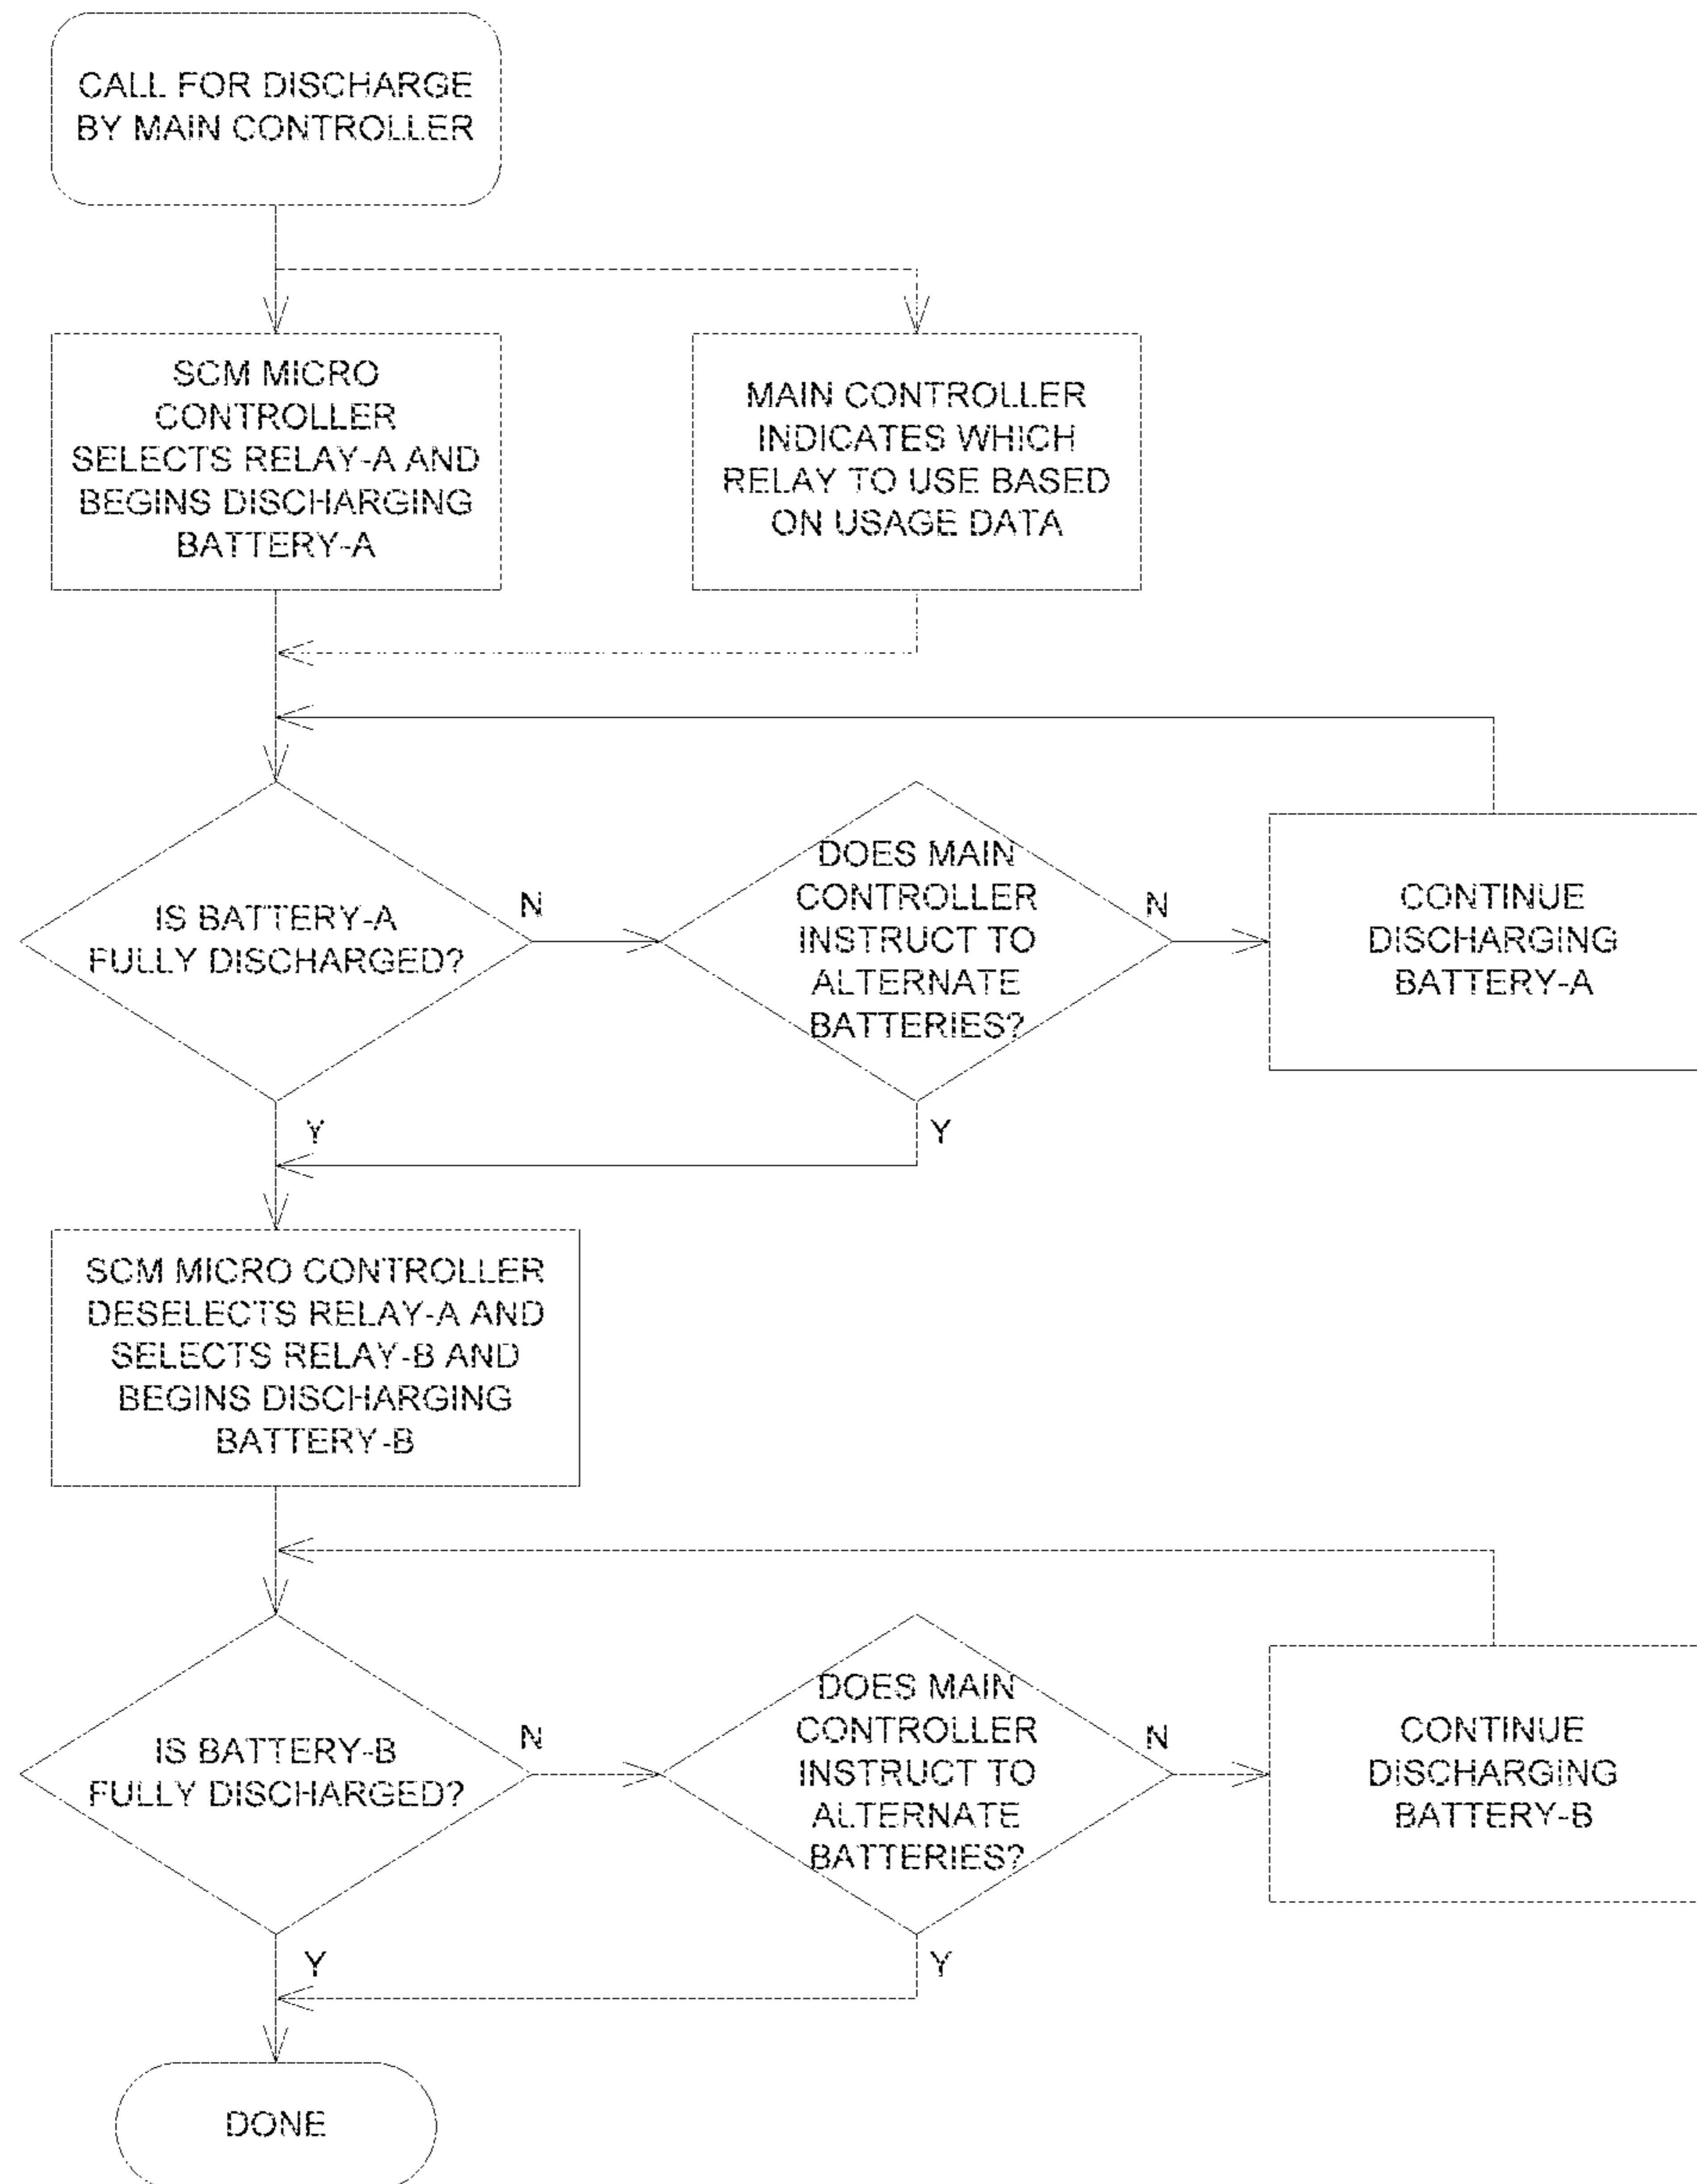 CALL FOR DISCHARGE
BY MAIN CONTROLLER
SCM MICRO
CONTROLLER
SELECTS RELAY-A AND
BEGINS DISCHARGING
BATTERY-A
MAIN CONTROLLER
INDICATES WHICH
RELAY TO USE BASED
ON USAGE DATA
IS BATTERY-A
FULLY DISCHARGED?
N
DOES MAIN
CONTROLLER
INSTRUCT TO
ALTERNATE
BATTERIES?
N
CONTINUE
DISCHARGING
BATTERY-A
Y
Y
SCM MICRO CONTROLLER
DESELECTS RELAY-A AND
SELECTS RELAY-B AND
BEGINS DISCHARGING
BATTERY-B
IS BATTERY-B
FULLY DISCHARGED?
N
DOES MAIN
CONTROLLER
INSTRUCT TO
ALTERNATE
BATTERIES?
N
CONTINUE
DISCHARGING
BATTERY-B
Y
Y
DONE